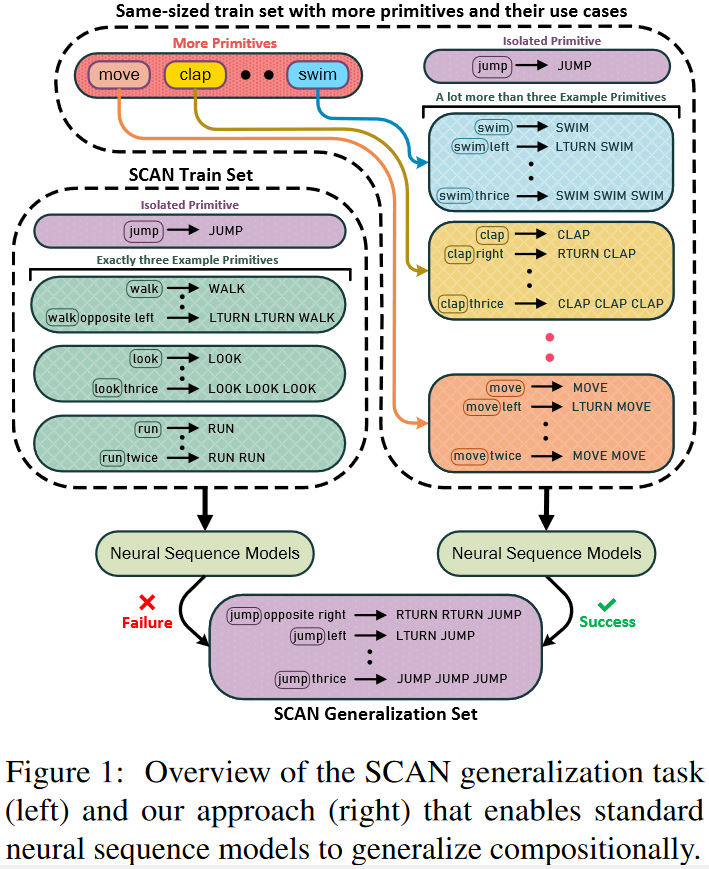 Same-sized train set with more primitives and their use cases
More Primitives
move clap swim
Isolated Primitive
jump JUMP
A lot more than three Example Primitives
swim SWIM
swim left LTURN SWIM
swim thrice SWIM SWIM SWIM
clap CLAP
clap right RTURN CLAP
clap thrice CLAP CLAP CLAP
move MOVE
move left LTURN MOVE
move twice MOVE MOVE
SCAN Train Set
Isolated Primitive
jump JUMP
Exactly three Example Primitives
walk WALK
walk opposite left LTURN LTURN WALK
look LOOK
look thrice LOOK LOOK LOOK
run RUN
run twice RUN RUN
Neural Sequence Models
Neural Sequence Models
Failure
Success
jump opposite right RTURN RTURN JUMP
jump left LTURN JUMP
jump thrice JUMP JUMP JUMP
SCAN Generalization Set
Figure 1: Overview of the SCAN generalization task
(left) and our approach (right) that enables standard
neural sequence models to generalize compositionally.